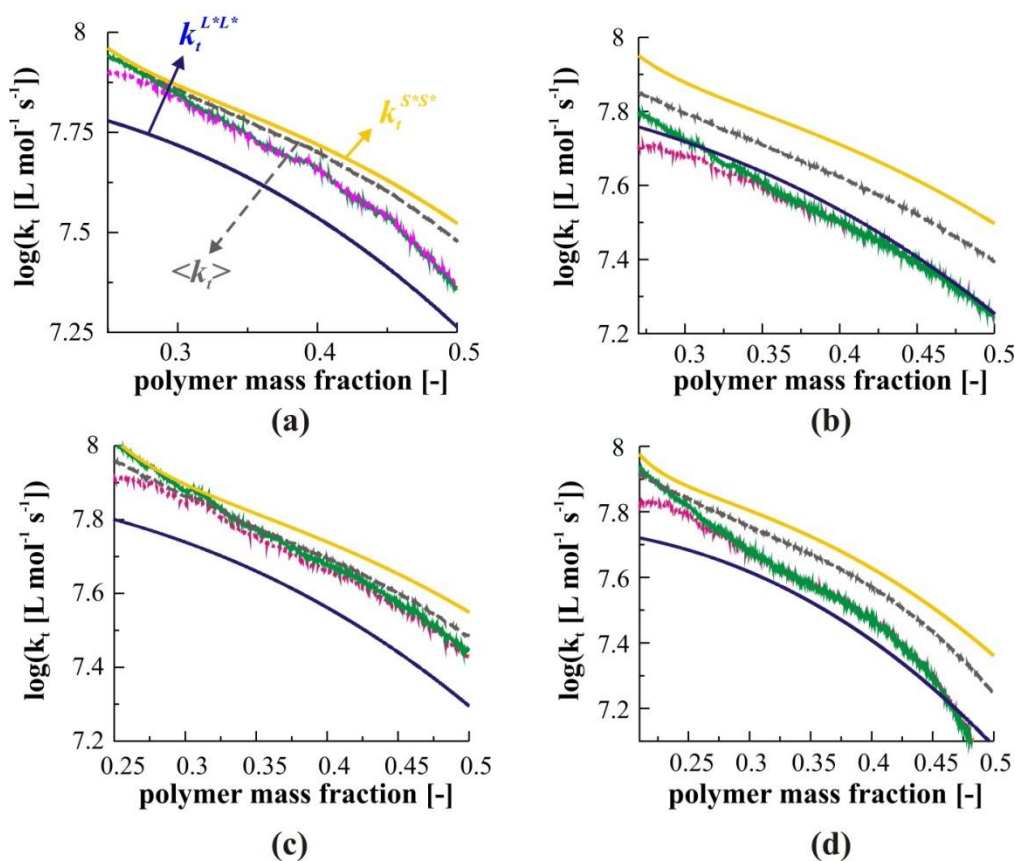 8
k_t^{L*L*}
7.75
k_t^{S*S*}
7.5
<k_t>
7.25
0.3 0.4 0.5
log(k_t [L mol^-1 s^-1])
polymer mass fraction [-]
(a)
8
7.8
7.6
7.4
7.2
0.3 0.35 0.4 0.45 0.5
log(k_t [L mol^-1 s^-1])
polymer mass fraction [-]
(b)
8
7.8
7.6
7.4
7.2
0.25 0.3 0.35 0.4 0.45 0.5
log(k_t [L mol^-1 s^-1])
polymer mass fraction [-]
(c)
8
7.8
7.6
7.4
7.2
0.25 0.3 0.35 0.4 0.45 0.5
log(k_t [L mol^-1 s^-1])
polymer mass fraction [-]
(d)